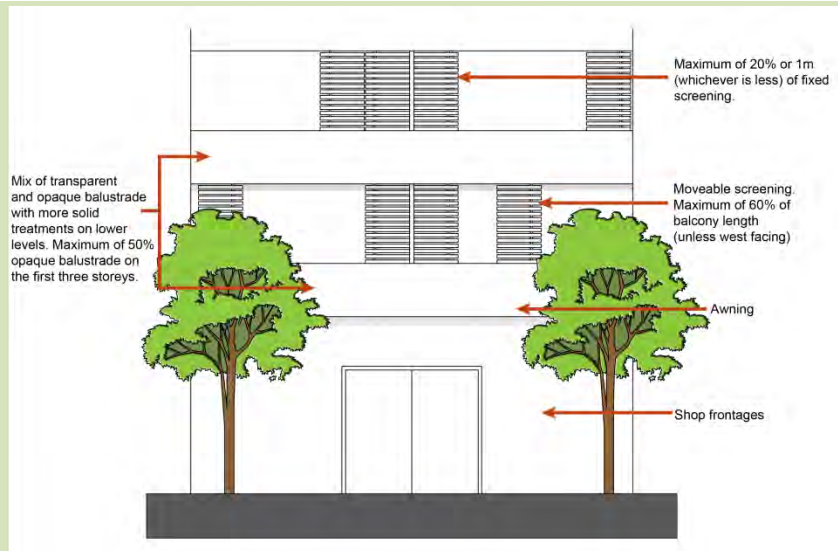 Maximum of 20% or 1m
(whichever is less) of fixed
screening.
Mix of transparent
and opaque balustrade
with more solid
treatments on lower
levels. Maximum of 50%
opaque balustrade on
the first three storeys.
Moveable screening.
Maximum of 60% of
balcony length
(unless west facing)
Awning
Shop frontages